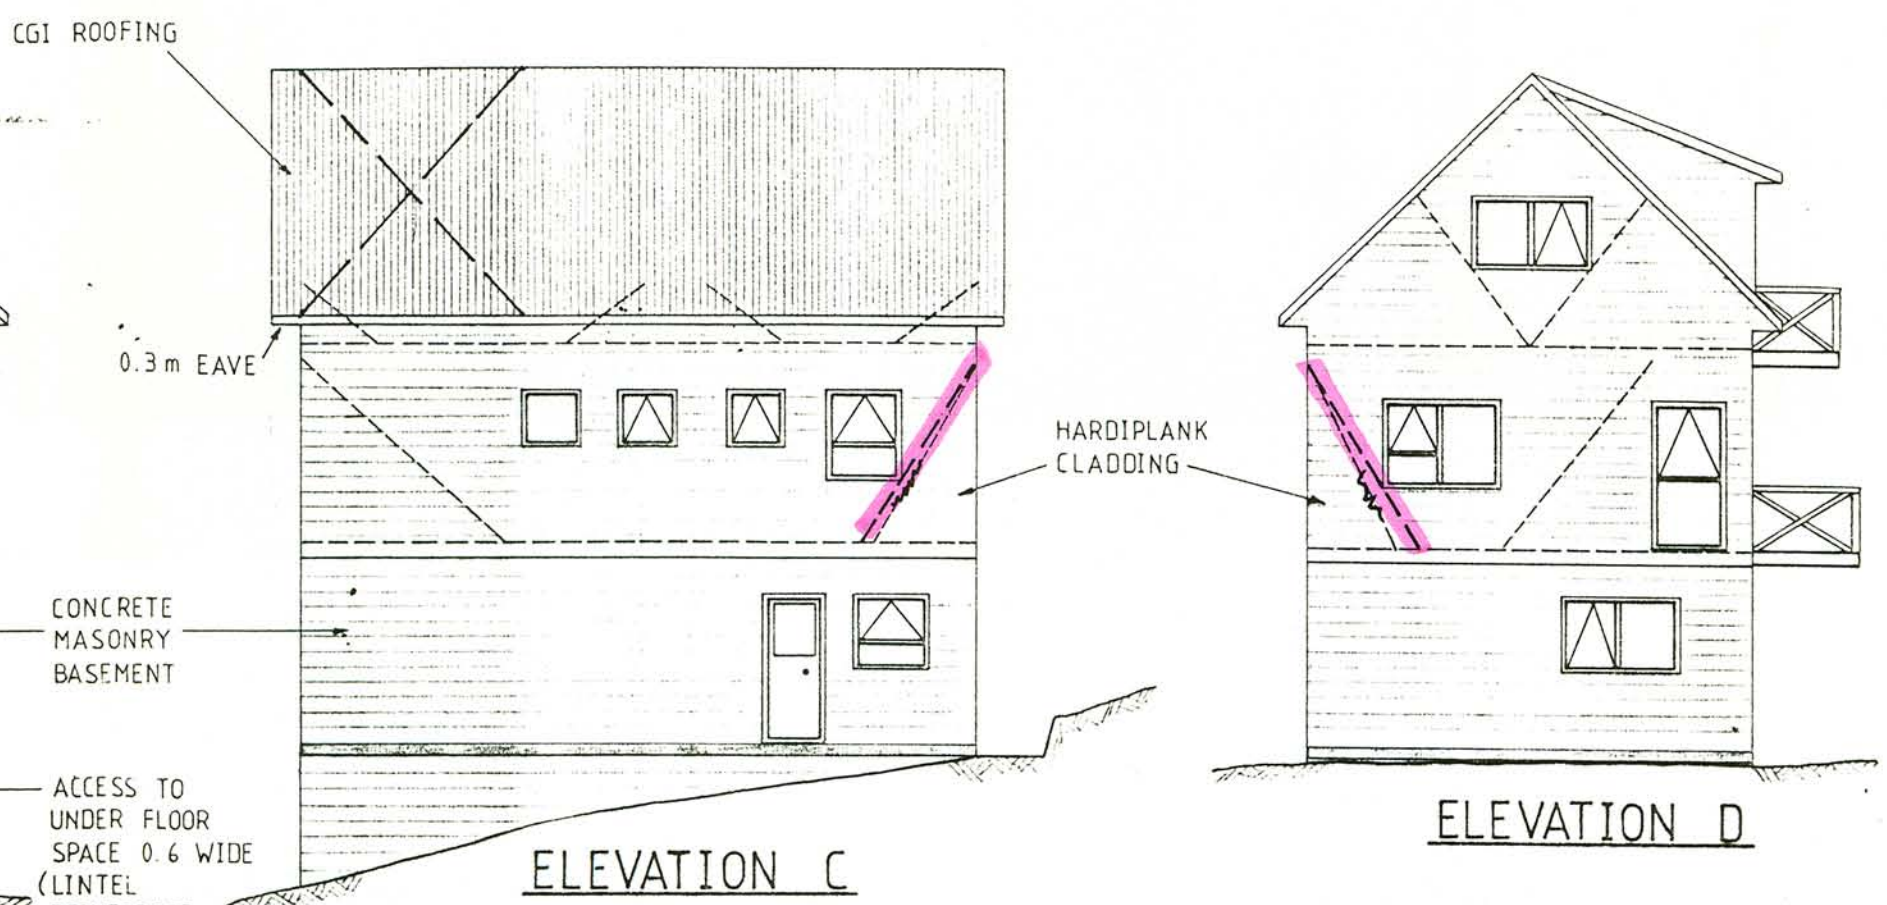 CGI ROOFING
0.3m EAVE
HARDIPLANK
CLADDING
CONCRETE
MASONRY
BASEMENT
ACCESS TO
UNDER FLOOR
SPACE 0.6 WIDE
(LINTEL
ELEVATION C
ELEVATION D